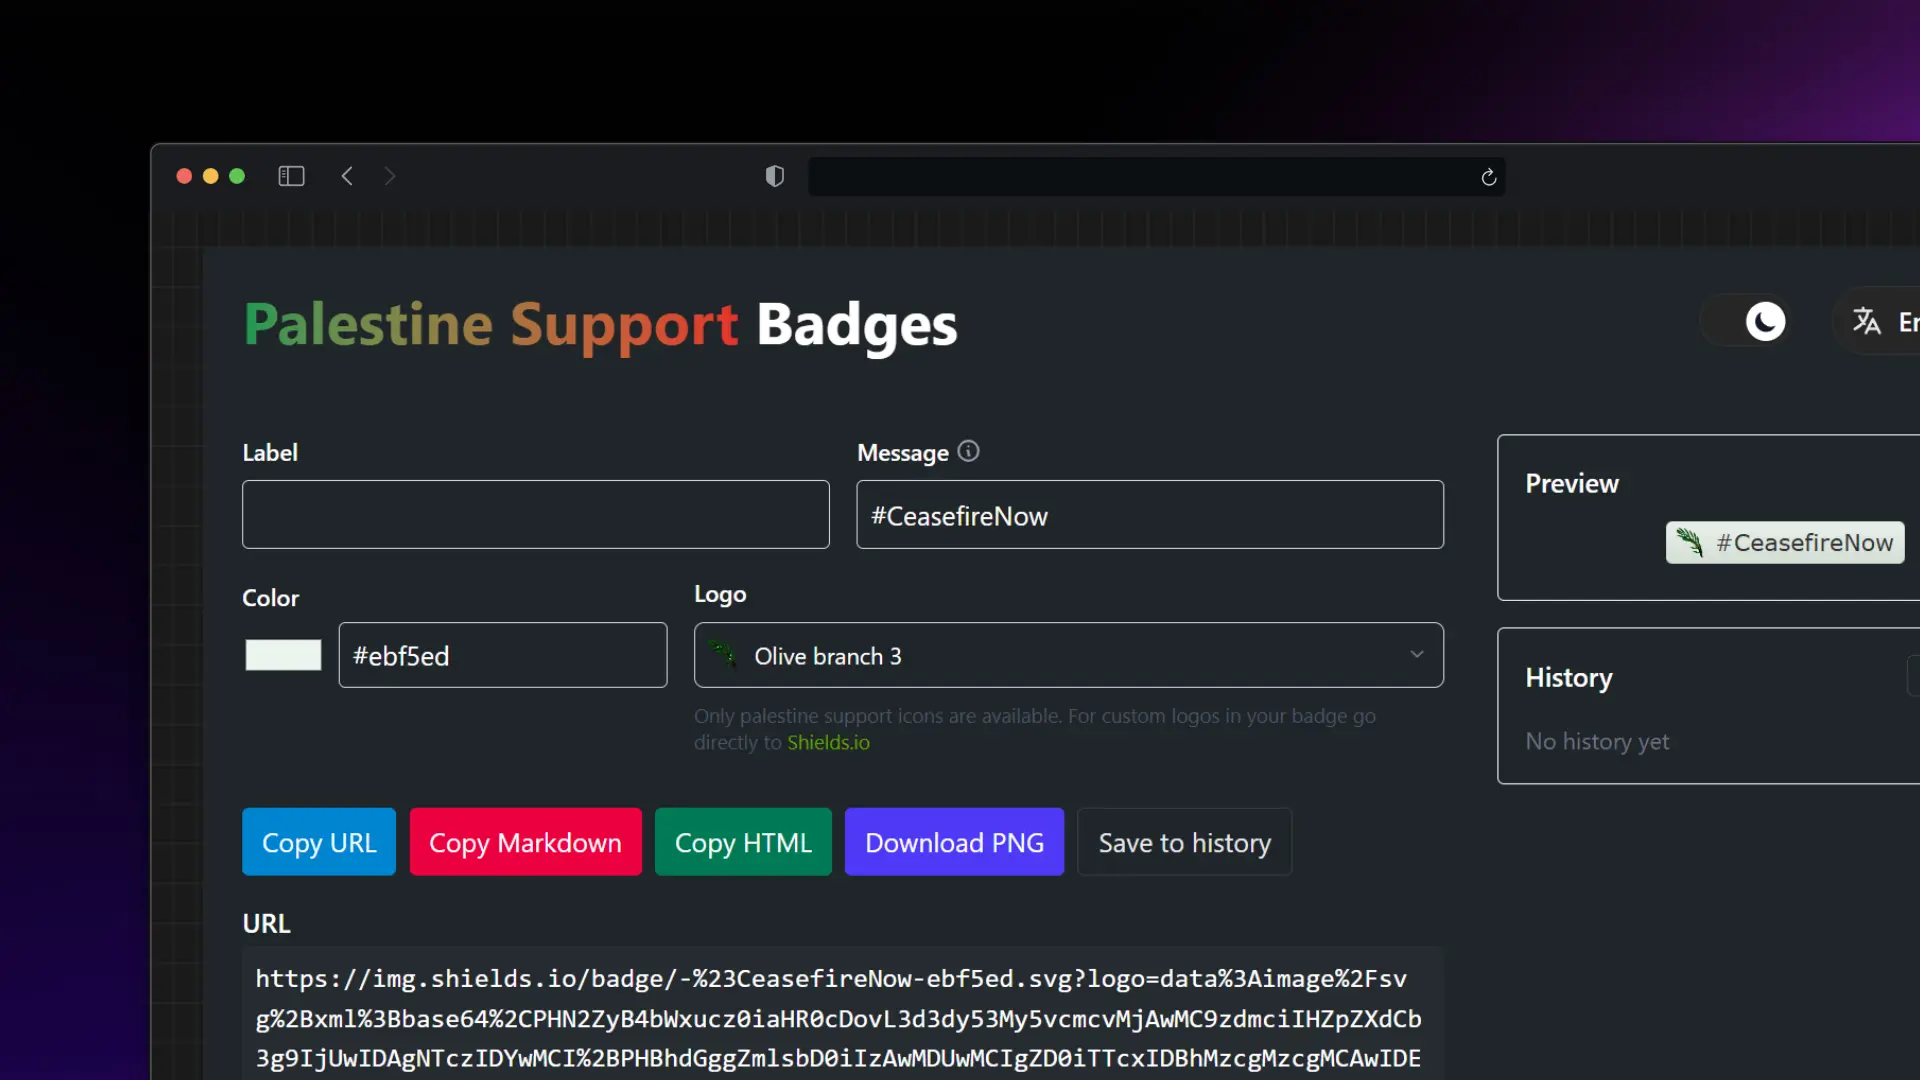 Palestine Support Badges
En
Label
Message
#CeasefireNow
Color
#ebf5ed
Logo
Olive branch 3
Only palestine support icons are available. For custom logos in your badge go
directly to Shields.io
Preview
#CeasefireNow
History
No history yet
Copy URL
Copy Markdown
Copy HTML
Download PNG
Save to history
URL
https://img.shields.io/badge/-%23CeasefireNow-ebf5ed.svg?logo=data%3Aimage%2Fsv
g%2Bxml%3Bbase64%2CPHN2ZyB4bWxucz0iaHR0cDovL3d3dy53My5vcmcvMjAwMC9zdmciIHZpZXdCb
3g9IjUwIDAgNTczIDYwMCI%2BPHBhdGggZmlsbD0iIzAwMDUwMCIgZD0iTTcxIDBhMzcgMzcgMCAwIDE